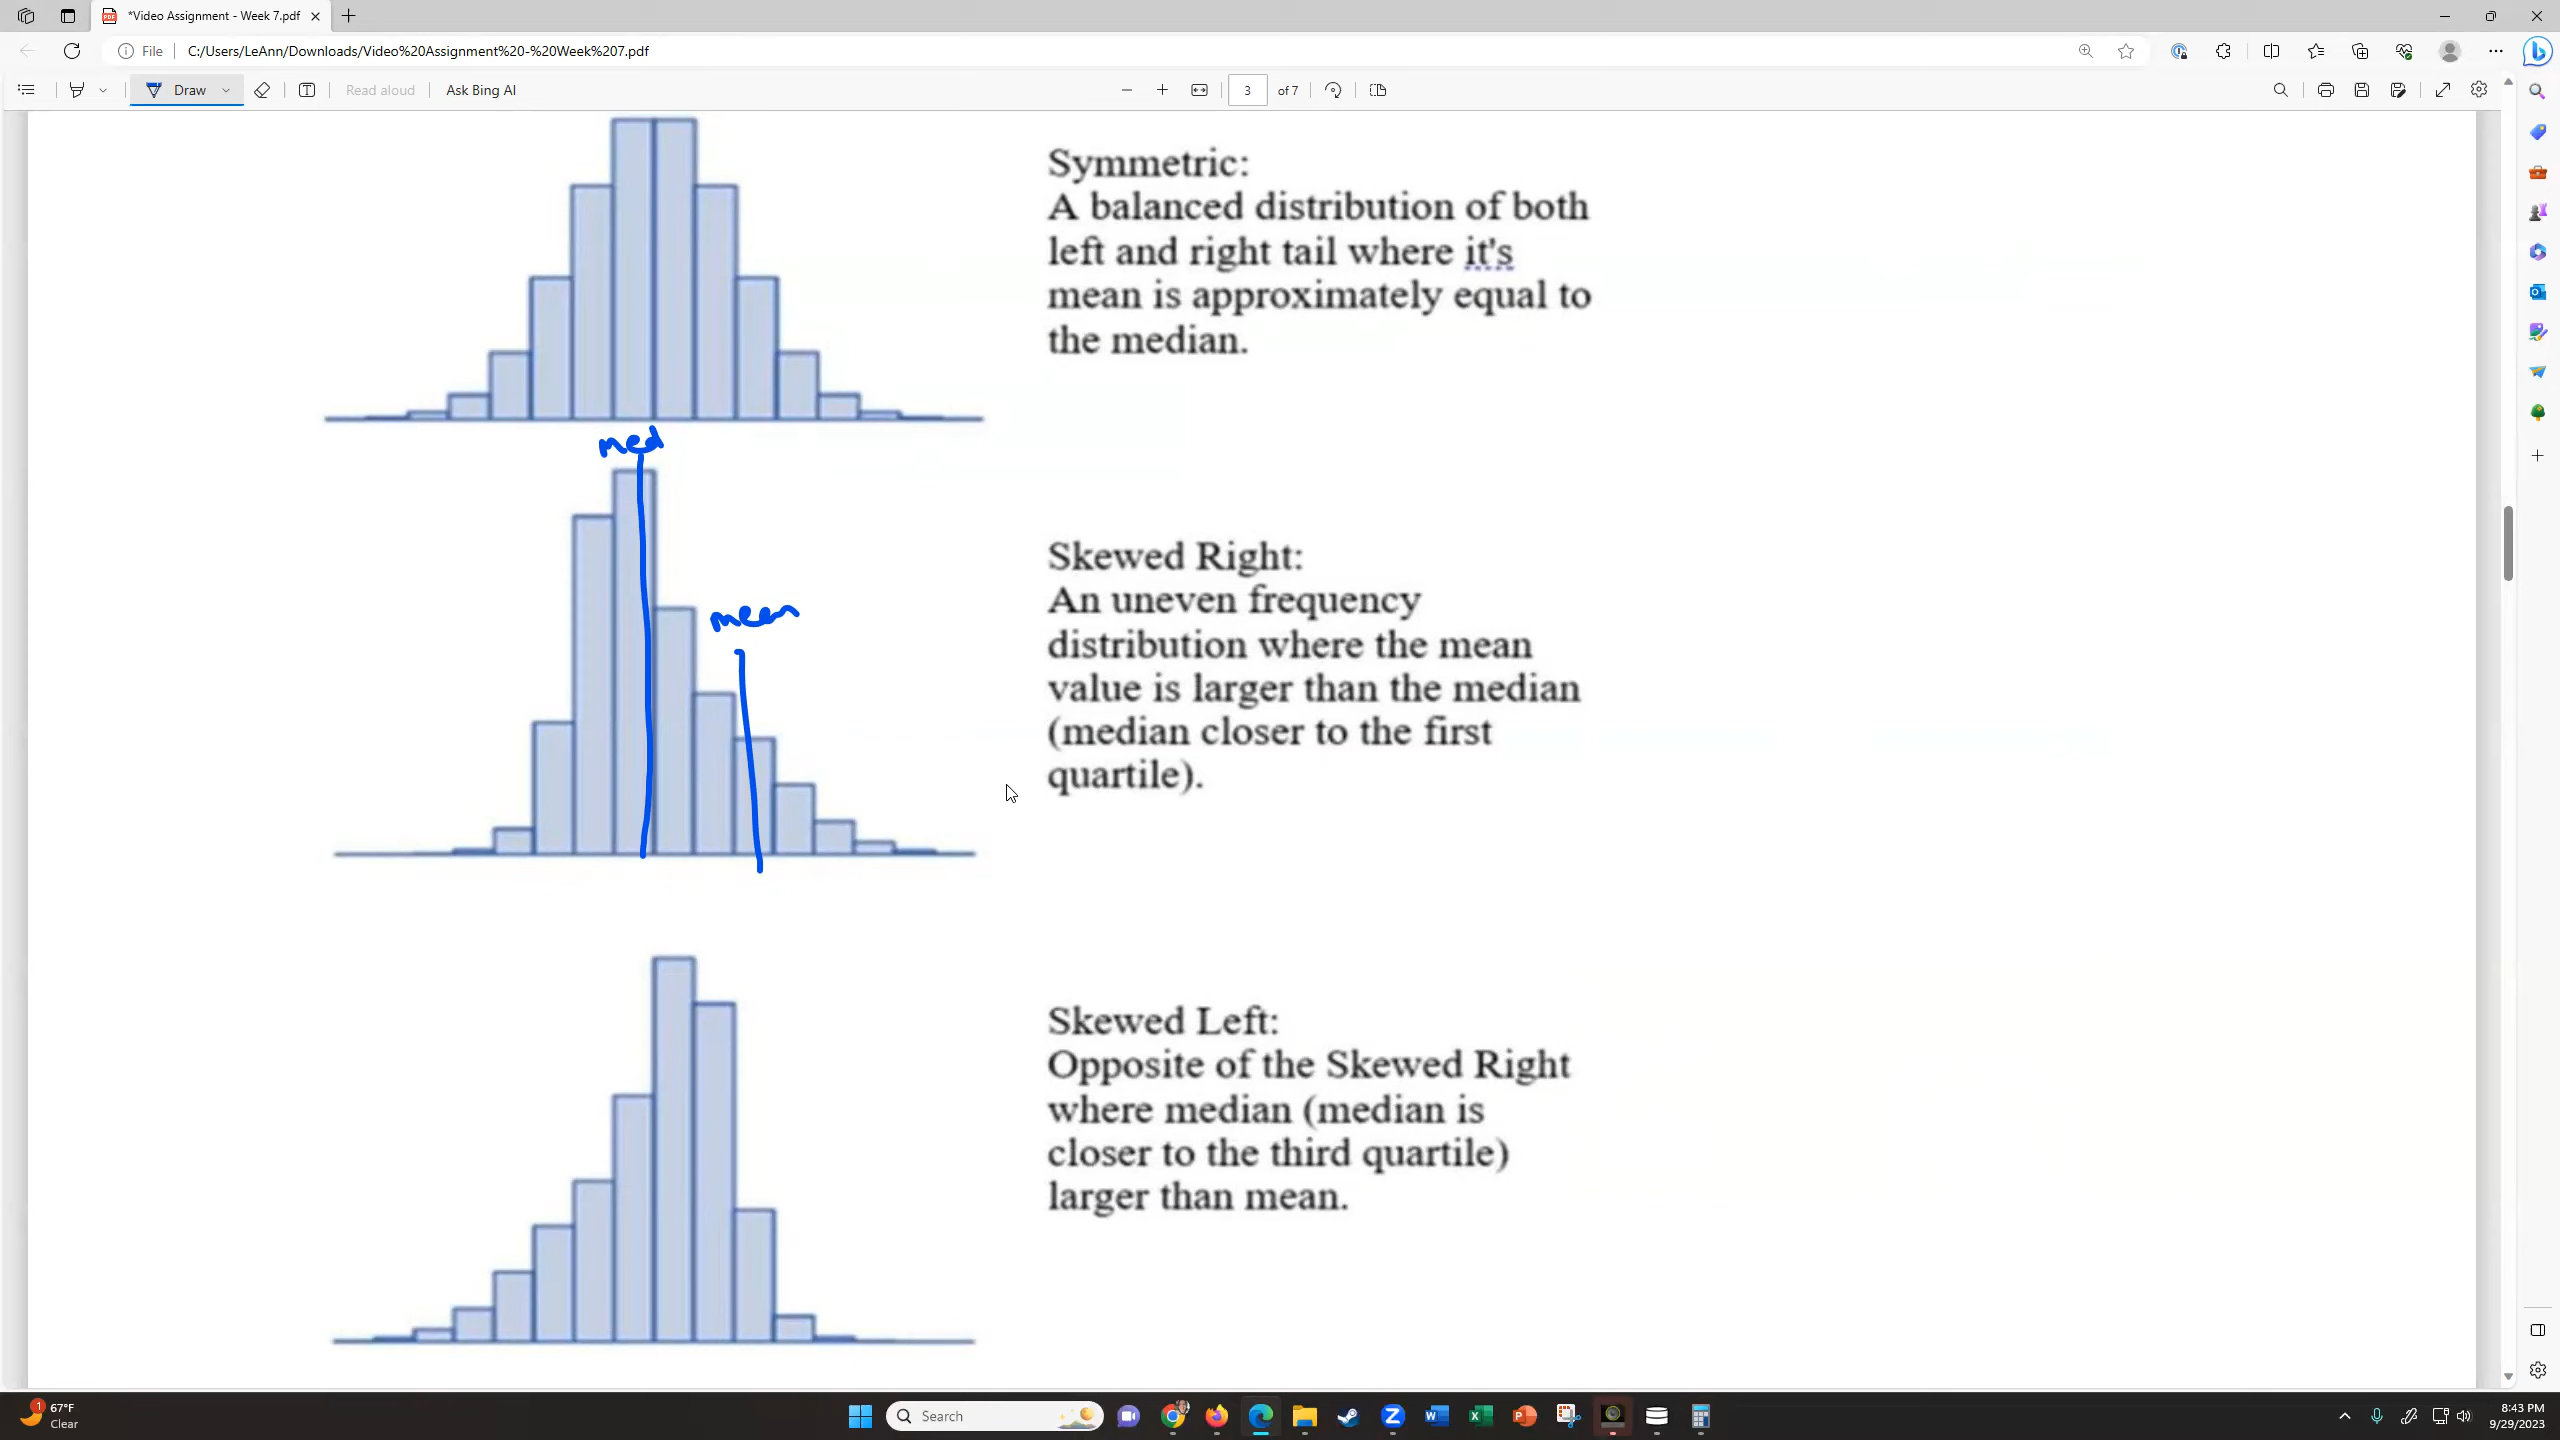 *Video Assignment - Week 7.pdf
File C:/Users/LeAnn/Downloads/Video%20Assignment%20-%20Week%207.pdf
Draw Read aloud Ask Bing AI 3 of 7
Symmetric:
A balanced distribution of both
left and right tail where it's
mean is approximately equal to
the median.
med
mean
Skewed Right:
An uneven frequency
distribution where the mean
value is larger than the median
(median closer to the first
quartile).
Skewed Left:
Opposite of the Skewed Right
where median (median is
closer to the third quartile)
larger than mean.
1
67°F
Clear
Search
8:43 PM
9/29/2023